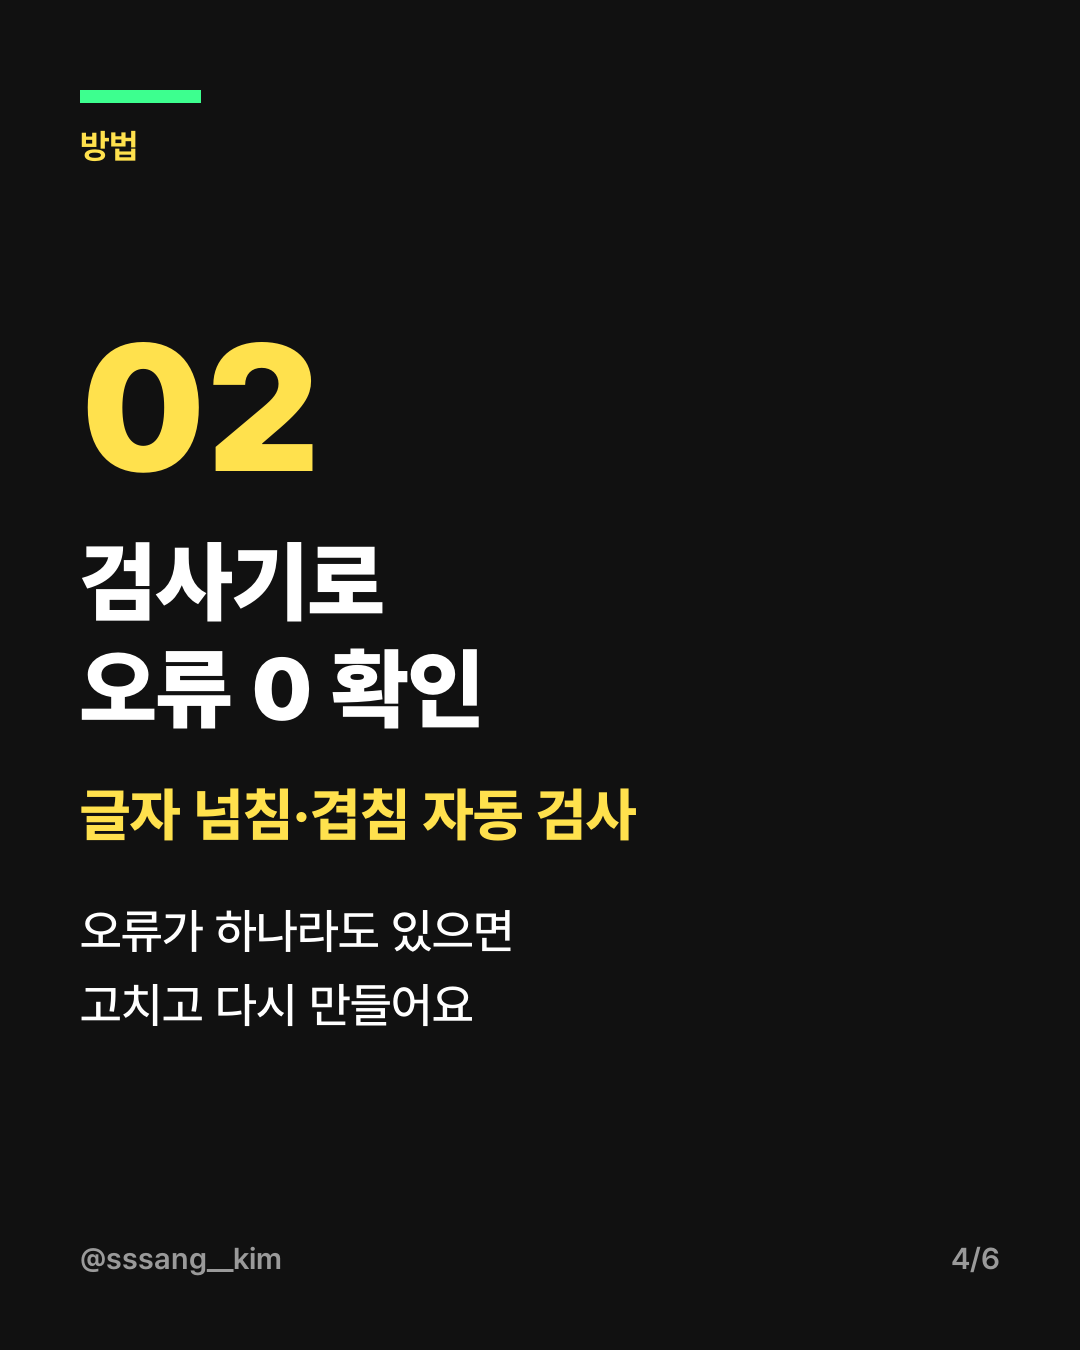 방법
02
검사기로
오류 0 확인
글자 넘침·겹침 자동 검사
오류가 하나라도 있으면
고치고 다시 만들어요
@sssang__kim
4/6